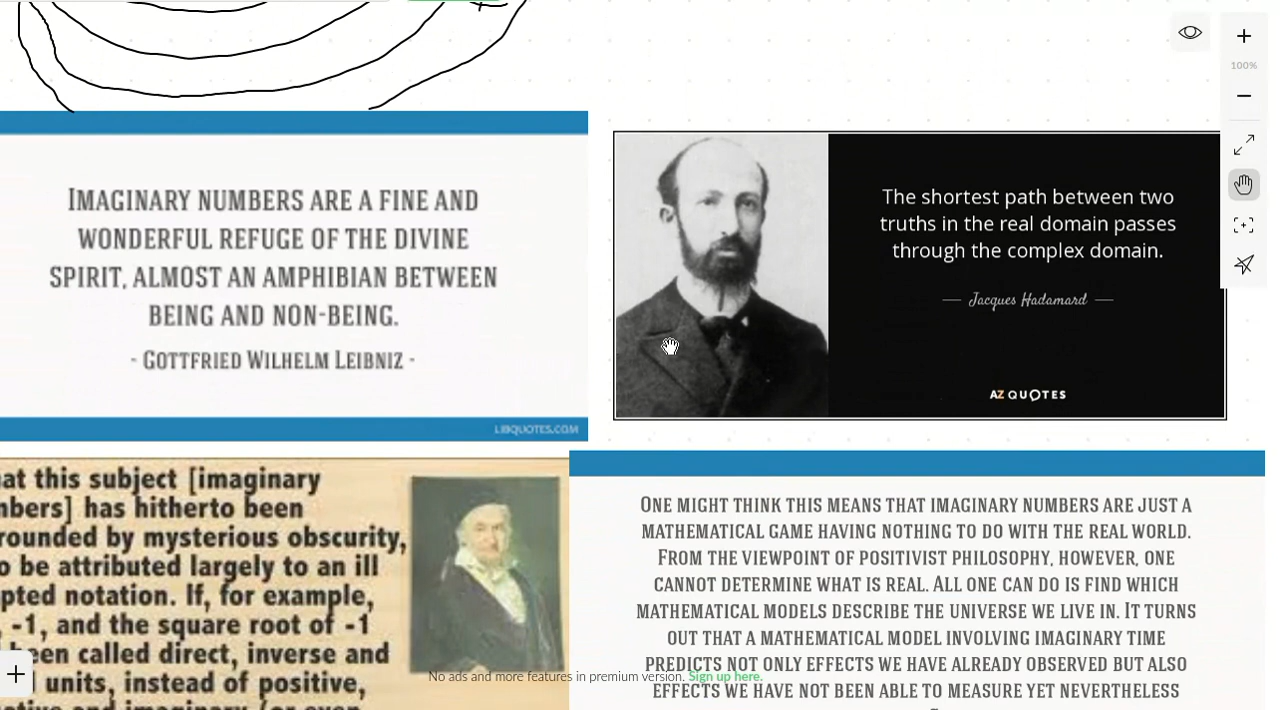 100%
IMAGINARY NUMBERS ARE A FINE AND
WONDERFUL REFUGE OF THE DIVINE
SPIRIT, ALMOST AN AMPHIBIAN BETWEEN
BEING AND NON-BEING.
- GOTTFRIED WILHELM LEIBNIZ -
LIBQUOTES.COM
The shortest path between two
truths in the real domain passes
through the complex domain.
— Jacques Hadamard —
AZ QUOTES
at this subject [imaginary
bers] has hitherto been
rounded by mysterious obscurity,
o be attributed largely to an ill
pted notation. If, for example,
, -1, and the square root of -1
been called direct, inverse and
units, instead of positive,
ONE MIGHT THINK THIS MEANS THAT IMAGINARY NUMBERS ARE JUST A
MATHEMATICAL GAME HAVING NOTHING TO DO WITH THE REAL WORLD.
FROM THE VIEWPOINT OF POSITIVIST PHILOSOPHY, HOWEVER, ONE
CANNOT DETERMINE WHAT IS REAL. ALL ONE CAN DO IS FIND WHICH
MATHEMATICAL MODELS DESCRIBE THE UNIVERSE WE LIVE IN. IT TURNS
OUT THAT A MATHEMATICAL MODEL INVOLVING IMAGINARY TIME
PREDICTS NOT ONLY EFFECTS WE HAVE ALREADY OBSERVED BUT ALSO
EFFECTS WE HAVE NOT BEEN ABLE TO MEASURE YET NEVERTHELESS
No ads and more features in premium version. Sign up here.